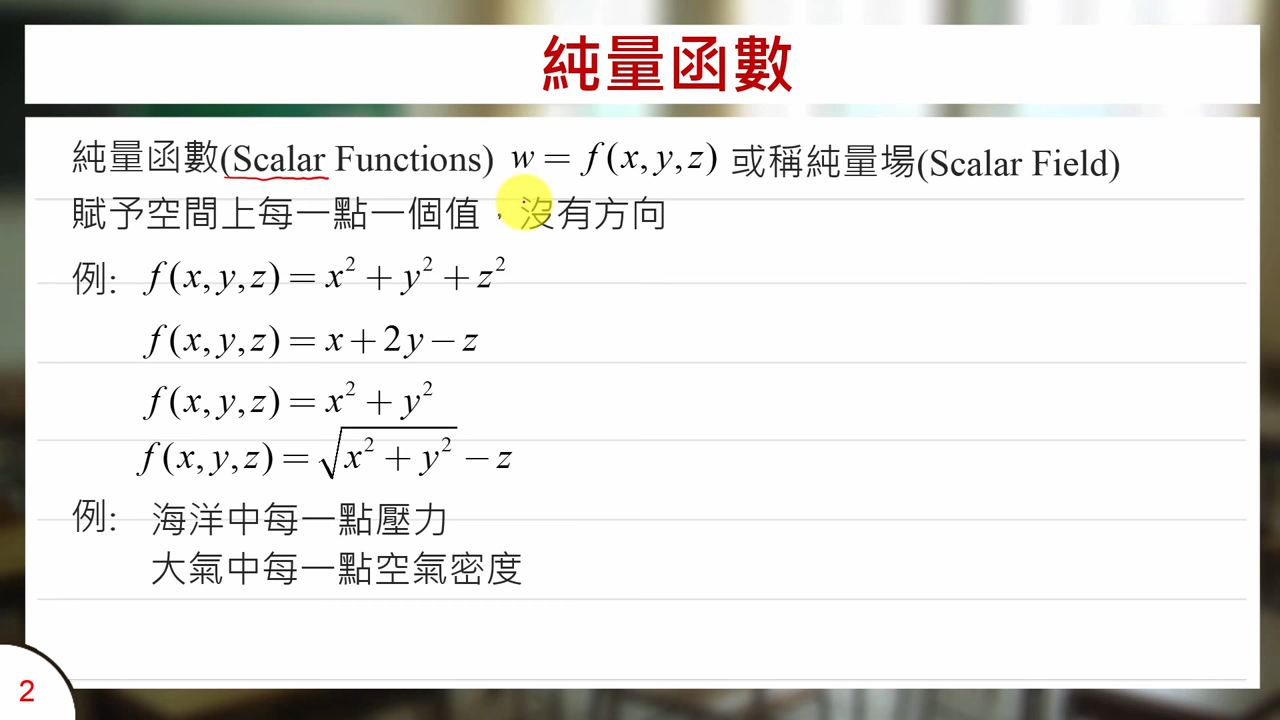 純量函數
純量函數(Scalar Functions) w = f(x, y, z) 或稱純量場(Scalar Field)
賦予空間上每一點一個值，沒有方向
例: f(x, y, z) = x² + y² + z²
f(x, y, z) = x + 2y − z
f(x, y, z) = x² + y²
f(x, y, z) = √(x² + y²) − z
例: 海洋中每一點壓力
大氣中每一點空氣密度
2